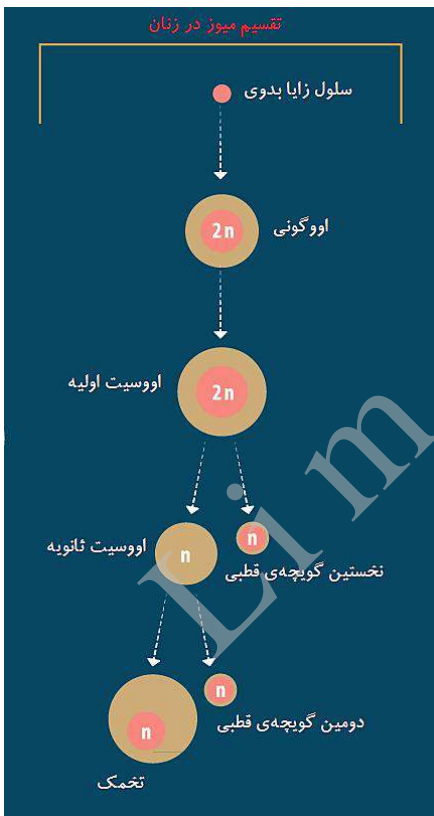 تقسیم میوز در زنان
سلول زایا بدوی
2n
اووگونی
2n
اووسیت اولیه
n
اووسیت ثانویه
n
نخستین گویچه‌ی قطبی
n
دومین گویچه‌ی قطبی
n
تخمک
Lim